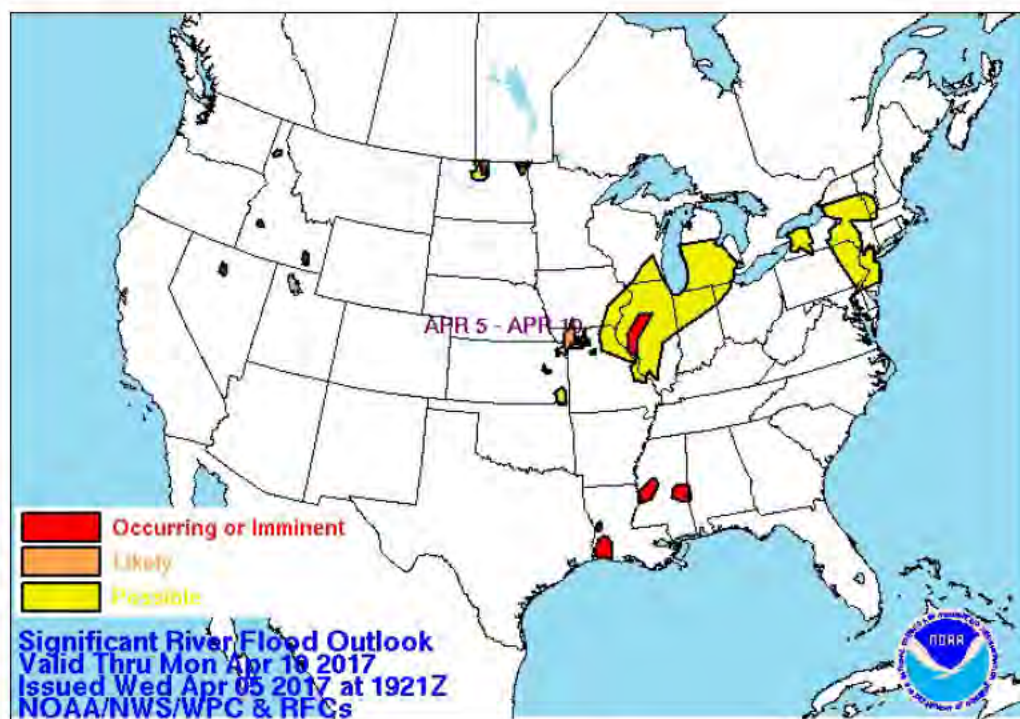 APR 5 - APR 10
Occurring or Imminent
Likely
Possible
Significant River Flood Outlook
Valid Thru Mon Apr 10 2017
Issued Wed Apr 05 2017 at 1921Z
NOAA/NWS/WPC & RFCs
NOAA